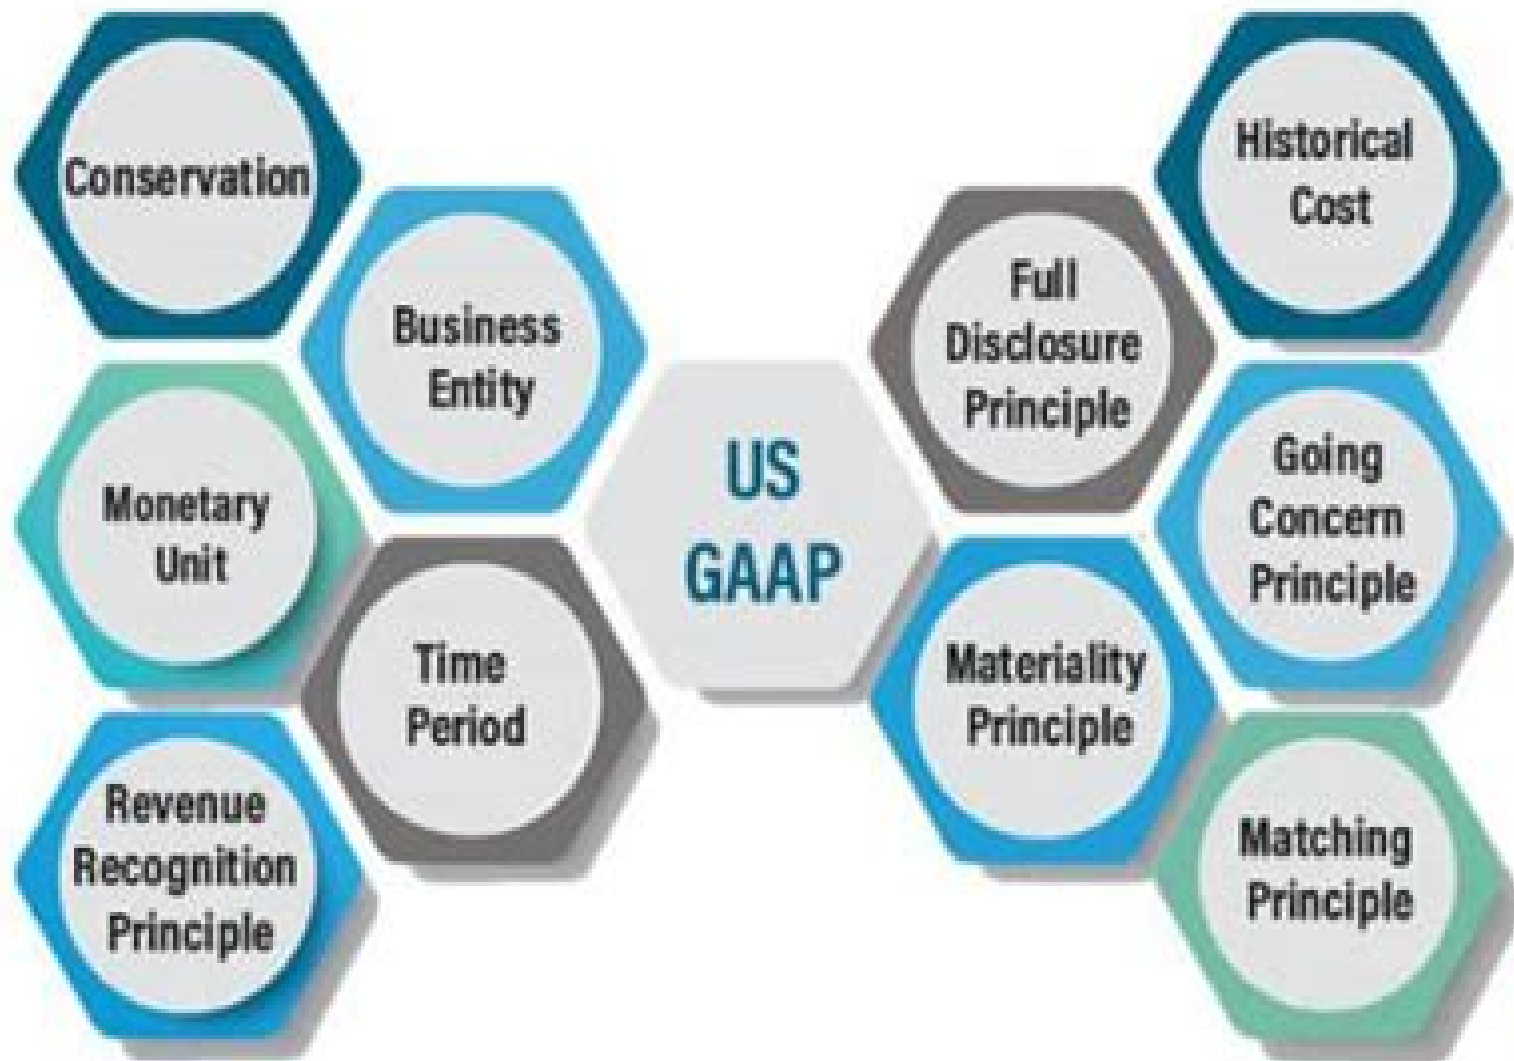 Conservation
Business
Entity
Monetary
Unit
Time
Period
Revenue
Recognition
Principle
US
GAAP
Historical
Cost
Full
Disclosure
Principle
Going
Concern
Principle
Materiality
Principle
Matching
Principle